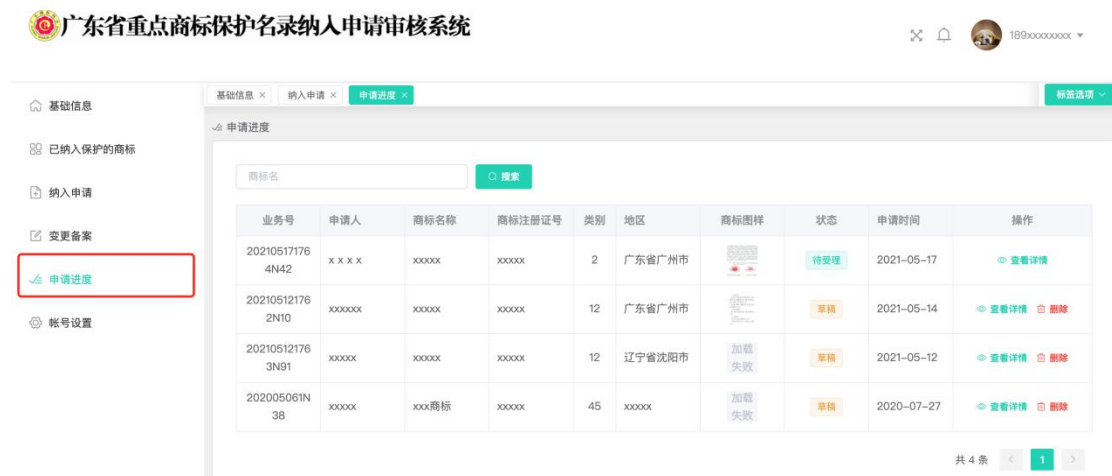 广东省重点商标保护名录纳入申请审核系统
189xxxxxxxx
基础信息
已纳入保护的商标
纳入申请
变更备案
申请进度
帐号设置
基础信息 × 纳入申请 × 申请进度 ×
标签选项
申请进度
商标名
搜索
业务号 申请人 商标名称 商标注册证号 类别 地区 商标图样 状态 申请时间 操作
20210517176
4N42 x x x x xxxxx xxxxx 2 广东省广州市 待受理 2021-05-17 查看详情
20210512176
2N10 xxxxxx xxxxx xxxxx 12 广东省广州市 草稿 2021-05-14 查看详情 删除
20210512176
3N91 xxxxx xxxxx xxxxx 12 辽宁省沈阳市 加载
失败 草稿 2021-05-12 查看详情 删除
202005061N
38 xxxxx xxx商标 xxxxx 45 xxxxx 加载
失败 草稿 2020-07-27 查看详情 删除
共 4 条 < 1 >